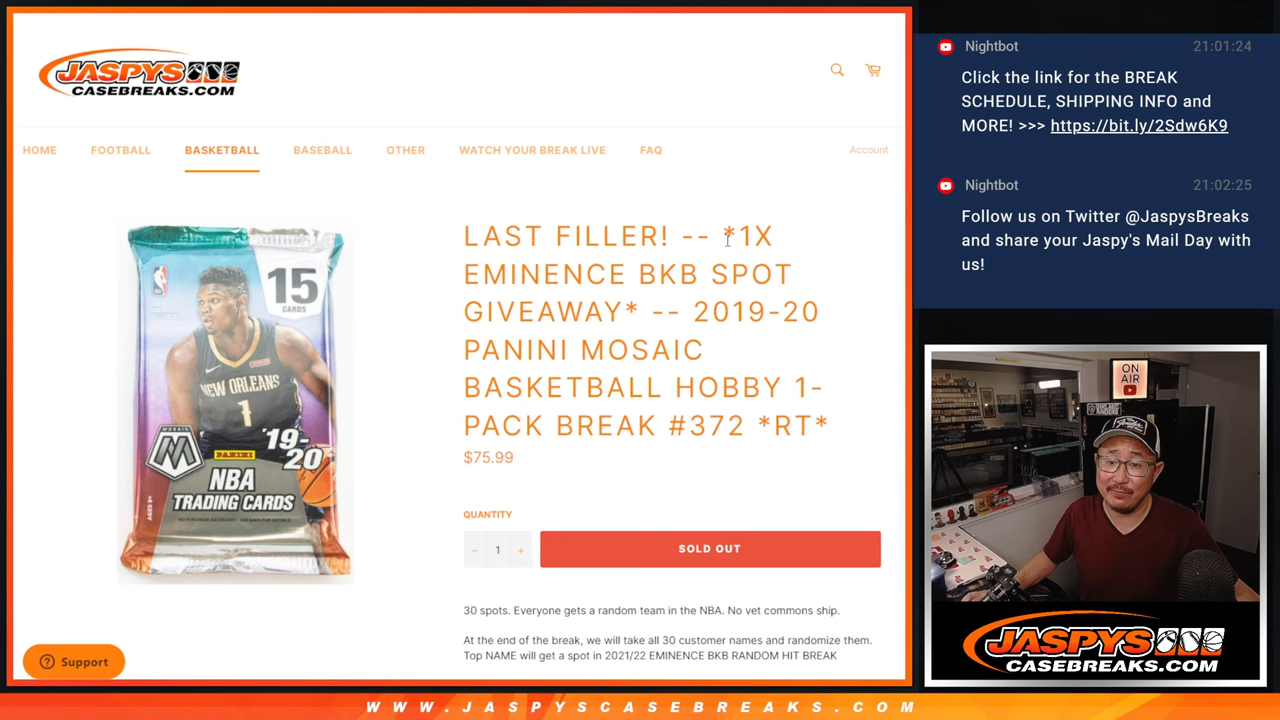 JASPYS
CASEBREAKS.COM
HOME FOOTBALL BASKETBALL BASEBALL OTHER WATCH YOUR BREAK LIVE FAQ Account
15
CARDS
NEW ORLEANS
1
MOSAIC
PANINI
'19-
20
NBA
TRADING CARDS
AGES 9+
LAST FILLER! -- *1X
EMINENCE BKB SPOT
GIVEAWAY* -- 2019-20
PANINI MOSAIC
BASKETBALL HOBBY 1-
PACK BREAK #372 *RT*
$75.99
QUANTITY
− 1 +
SOLD OUT
30 spots. Everyone gets a random team in the NBA. No vet commons ship.
At the end of the break, we will take all 30 customer names and randomize them.
Top NAME will get a spot in 2021/22 EMINENCE BKB RANDOM HIT BREAK
Support
Nightbot 21:01:24
Click the link for the BREAK
SCHEDULE, SHIPPING INFO and
MORE! >>> https://bit.ly/2Sdw6K9
Nightbot 21:02:25
Follow us on Twitter @JaspysBreaks
and share your Jaspy's Mail Day with
us!
ON
AIR
JASPYS
CASEBREAKS.COM
WWW.JASPYSCASEBREAKS.COM